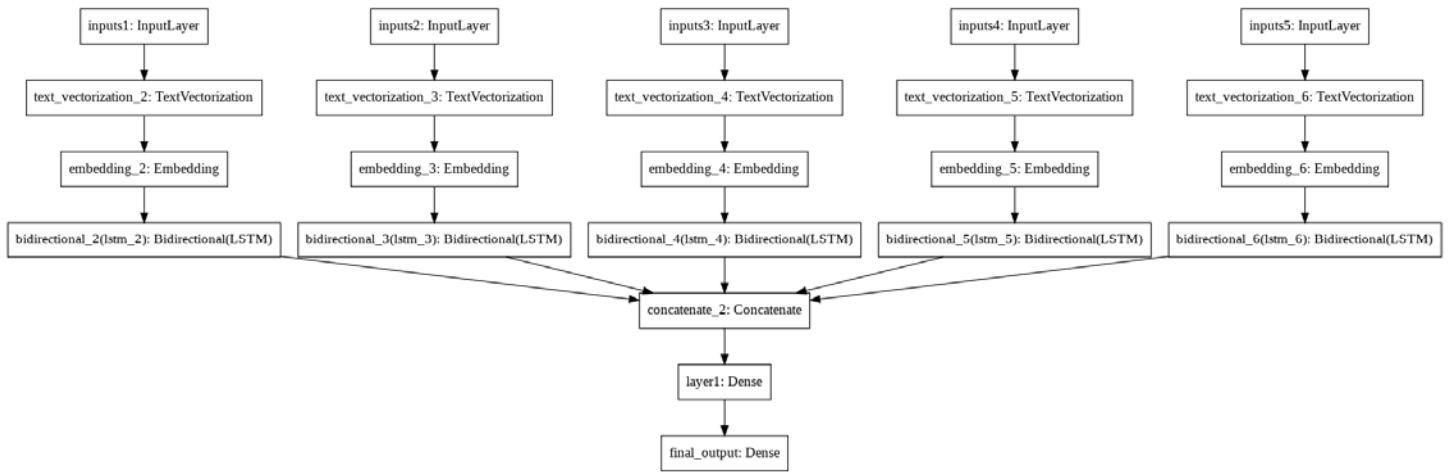 inputs1: InputLayer
inputs2: InputLayer
inputs3: InputLayer
inputs4: InputLayer
inputs5: InputLayer
text_vectorization_2: TextVectorization
text_vectorization_3: TextVectorization
text_vectorization_4: TextVectorization
text_vectorization_5: TextVectorization
text_vectorization_6: TextVectorization
embedding_2: Embedding
embedding_3: Embedding
embedding_4: Embedding
embedding_5: Embedding
embedding_6: Embedding
bidirectional_2(lstm_2): Bidirectional(LSTM)
bidirectional_3(lstm_3): Bidirectional(LSTM)
bidirectional_4(lstm_4): Bidirectional(LSTM)
bidirectional_5(lstm_5): Bidirectional(LSTM)
bidirectional_6(lstm_6): Bidirectional(LSTM)
concatenate_2: Concatenate
layer1: Dense
final_output: Dense